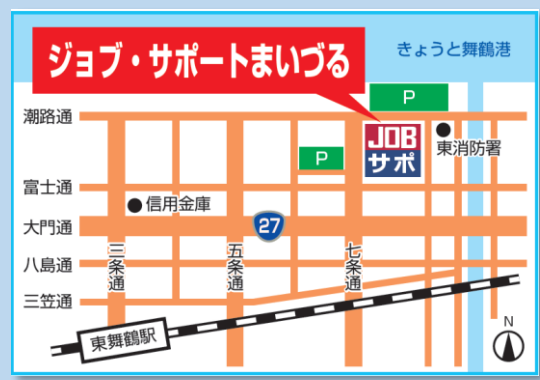 ジョブ・サポートまいづる
きょうと舞鶴港
P
潮路通
JOB
サポ
東消防署
P
富士通
信用金庫
大門通
27
三条通
五条通
七条通
八島通
三笠通
東舞鶴駅
N